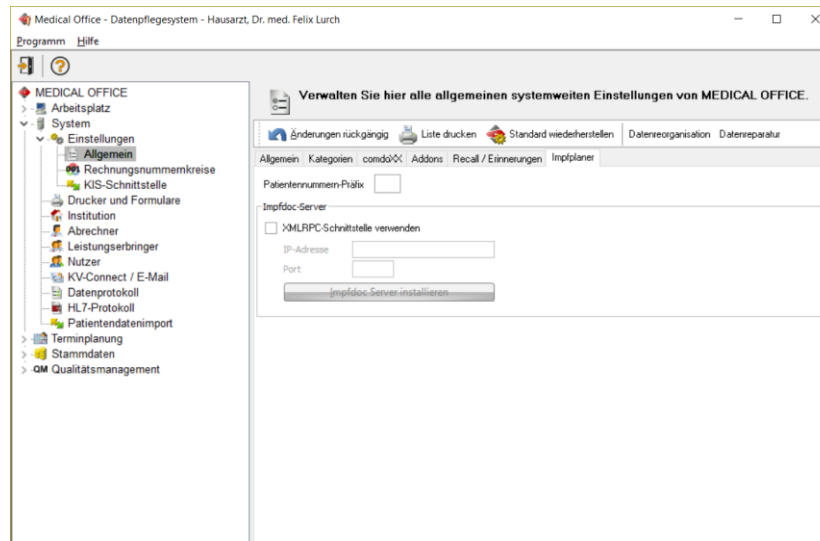 Medical Office - Datenpflegesystem - Hausarzt, Dr. med. Felix Lurch
Programm Hilfe
MEDICAL OFFICE
Arbeitsplatz
System
Einstellungen
Allgemein
Rechnungsnummernkreise
KIS-Schnittstelle
Drucker und Formulare
Institution
Abrechner
Leistungserbringer
Nutzer
KV-Connect / E-Mail
Datenprotokoll
HL7-Protokoll
Patientendatenimport
Terminplanung
Stammdaten
QM Qualitätsmanagement
Verwalten Sie hier alle allgemeinen systemweiten Einstellungen von MEDICAL OFFICE.
Änderungen rückgängig Liste drucken Standard wiederherstellen Datenreorganisation Datenreparatur
Allgemein Kategorien comdoXX Addons Recall / Erinnerungen Impfplaner
Patientennummern-Präfix
Impfdoc-Server
XMLRPC-Schnittstelle verwenden
IP-Adresse
Port
Impfdoc Server installieren